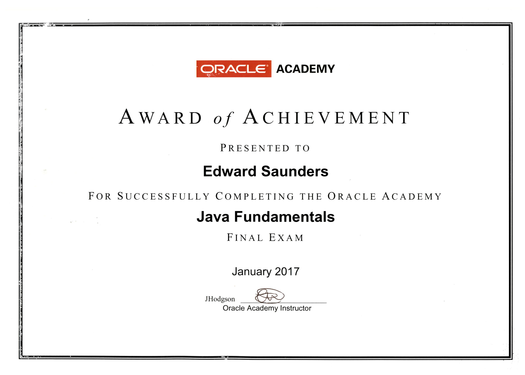 ORACLE ACADEMY
AWARD of ACHIEVEMENT
PRESENTED TO
Edward Saunders
FOR SUCCESSFULLY COMPLETING THE ORACLE ACADEMY
Java Fundamentals
FINAL EXAM
January 2017
JHodgson
Oracle Academy Instructor